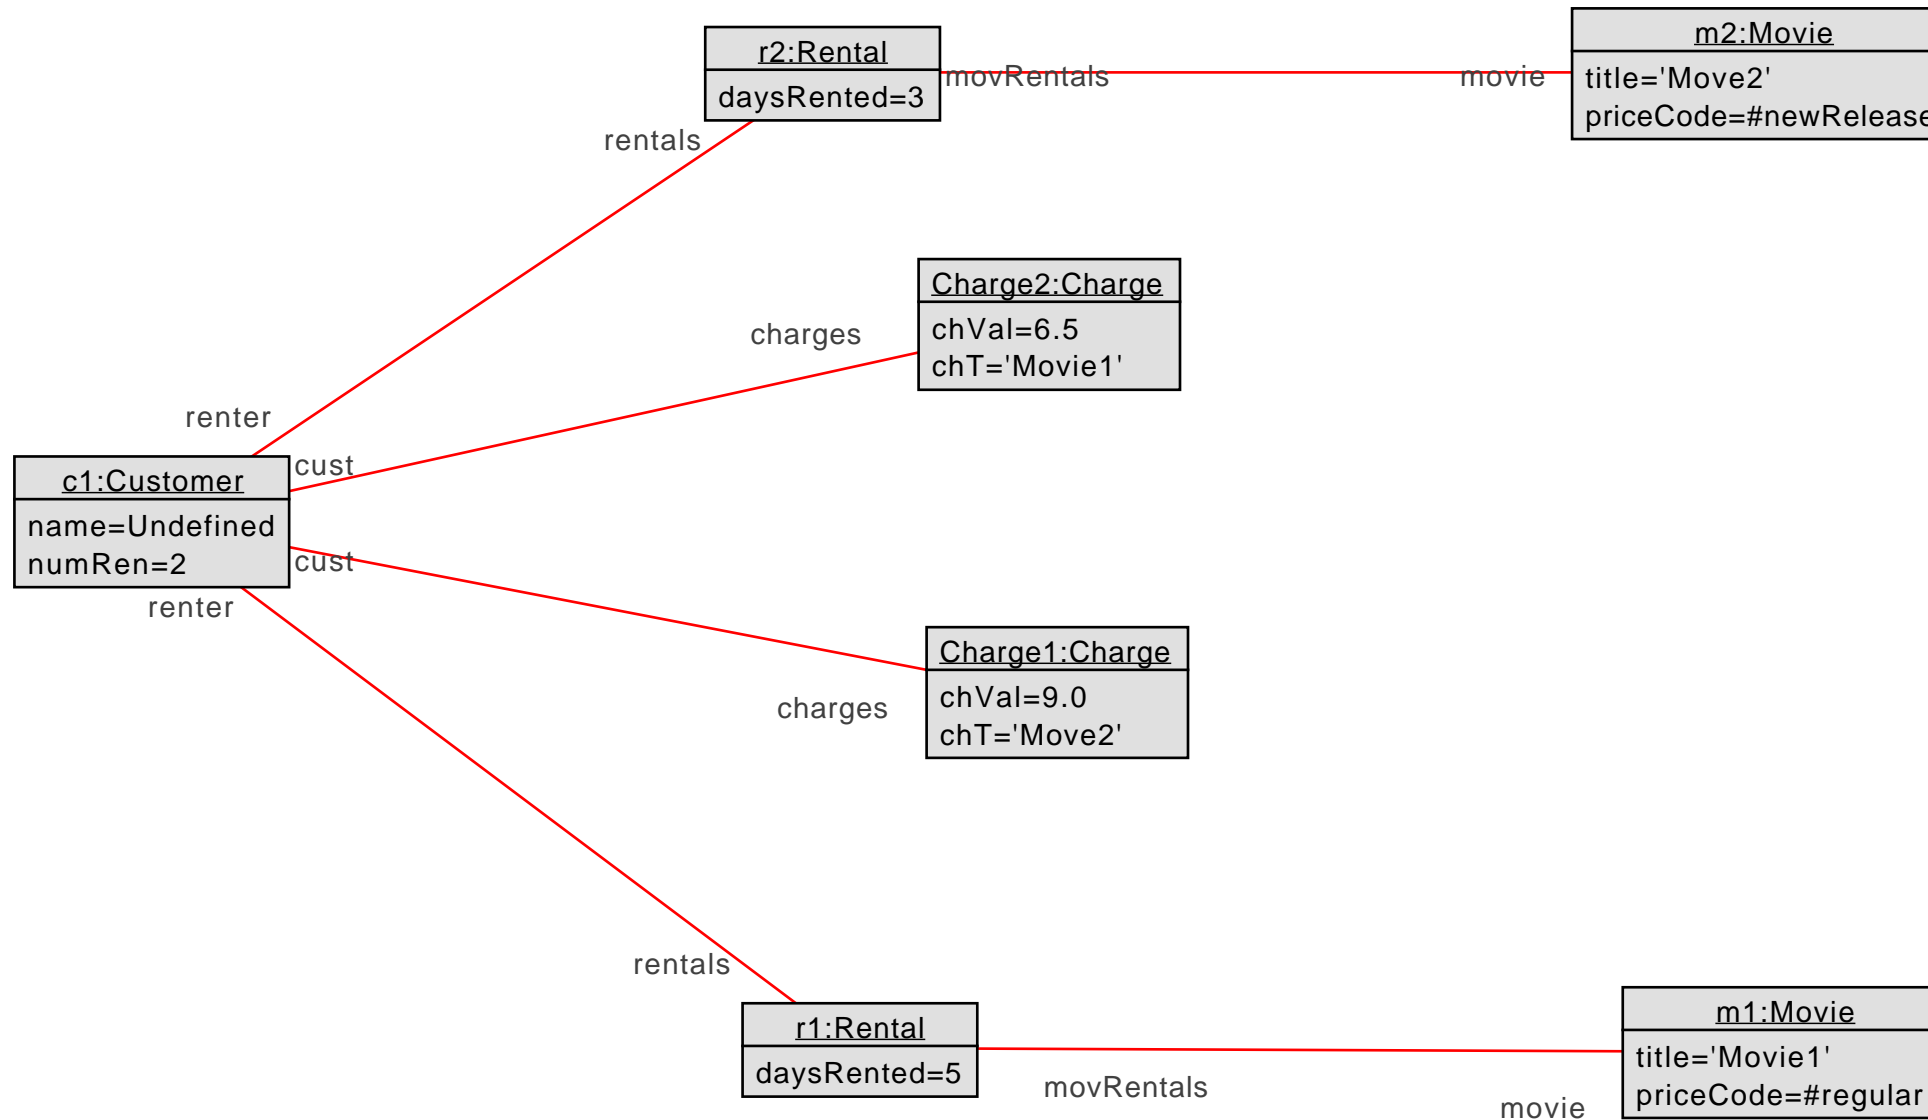 r2:Rental
daysRented=3
movRentals
movie
m2:Movie
title='Move2'
priceCode=#newRelease
rentals
Charge2:Charge
chVal=6.5
chT='Movie1'
charges
renter
cust
c1:Customer
name=Undefined
numRen=2
cust
renter
Charge1:Charge
chVal=9.0
chT='Move2'
charges
rentals
r1:Rental
daysRented=5
movRentals
movie
m1:Movie
title='Movie1'
priceCode=#regular